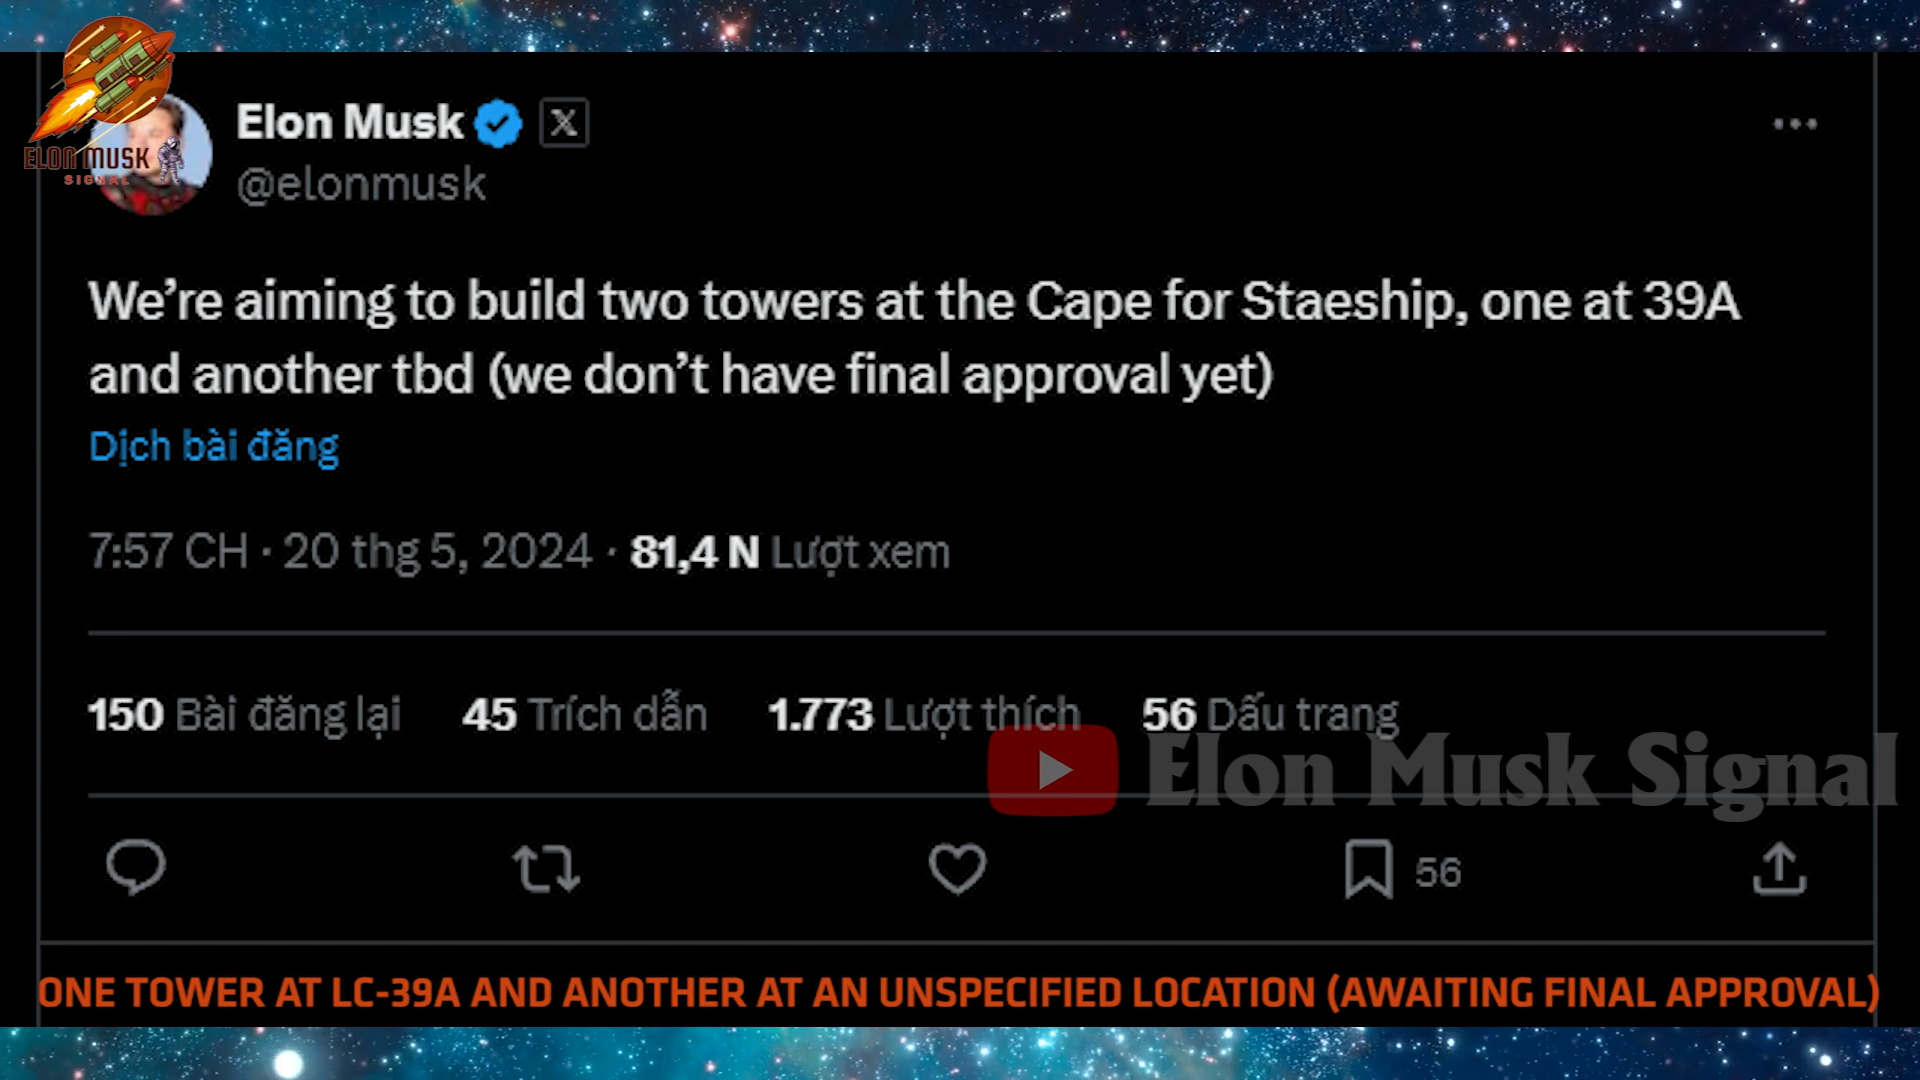 ELON MUSK
SIGNAL
Elon Musk X
@elonmusk
We’re aiming to build two towers at the Cape for Staeship, one at 39A
and another tbd (we don’t have final approval yet)
Dịch bài đăng
7:57 CH · 20 thg 5, 2024 · 81,4 N Lượt xem
150 Bài đăng lại 45 Trích dẫn 1.773 Lượt thích 56 Dấu trang
Elon Musk Signal
56
ONE TOWER AT LC-39A AND ANOTHER AT AN UNSPECIFIED LOCATION (AWAITING FINAL APPROVAL)